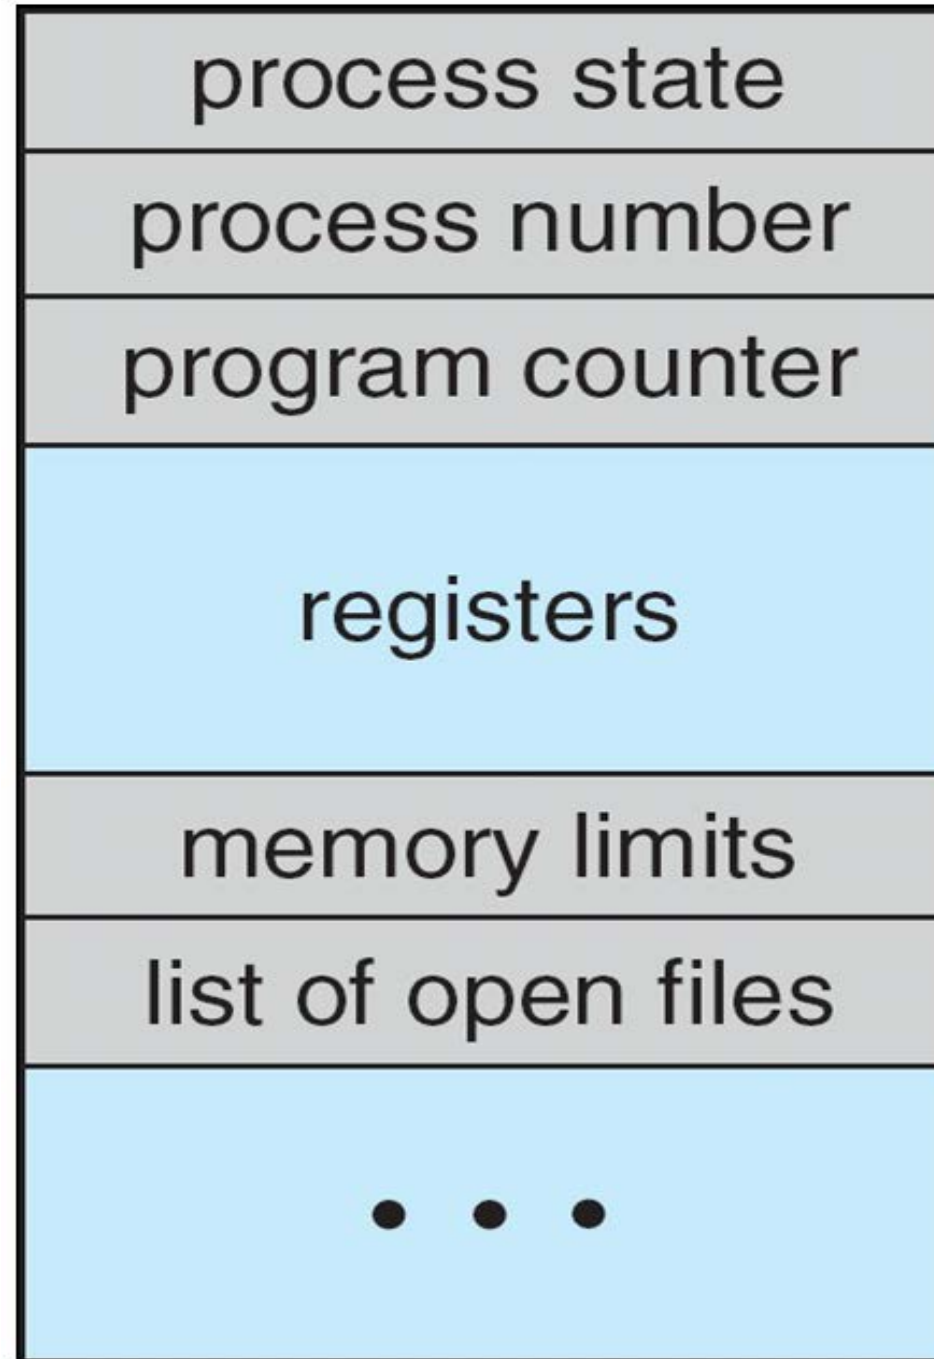 process state
process number
program counter
registers
memory limits
list of open files
• • •